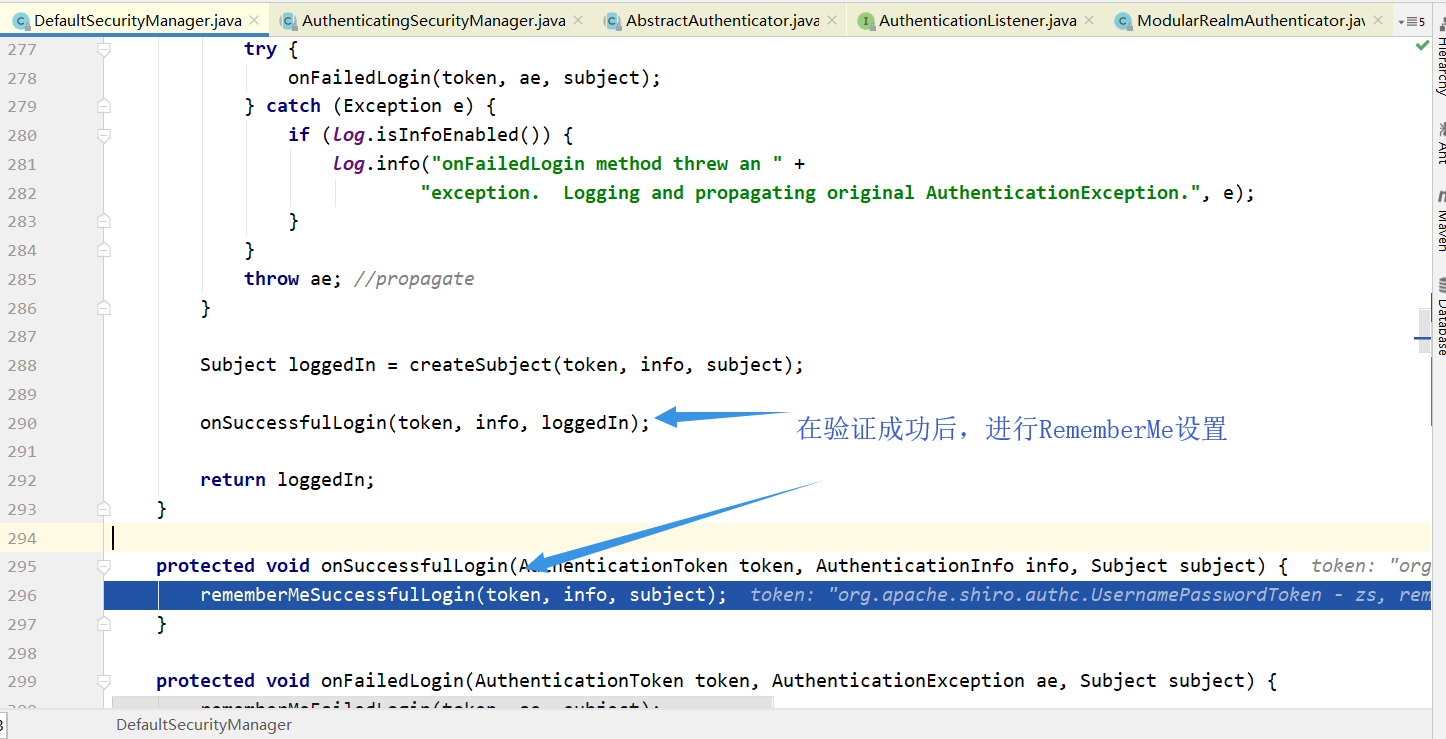 DefaultSecurityManager.java AuthenticatingSecurityManager.java AbstractAuthenticator.java AuthenticationListener.java ModularRealmAuthenticator.jav 5
277 try {
278 onFailedLogin(token, ae, subject);
279 } catch (Exception e) {
280 if (log.isInfoEnabled()) {
281 log.info("onFailedLogin method threw an " +
282 "exception.  Logging and propagating original AuthenticationException.", e);
283 }
284 }
285 throw ae; //propagate
286 }
287
288 Subject loggedIn = createSubject(token, info, subject);
289
290 onSuccessfulLogin(token, info, loggedIn);
在验证成功后，进行RememberMe设置
291
292 return loggedIn;
293 }
294
295 protected void onSuccessfulLogin(AuthenticationToken token, AuthenticationInfo info, Subject subject) { token: "org
296 rememberMeSuccessfulLogin(token, info, subject); token: "org.apache.shiro.authc.UsernamePasswordToken - zs, rem
297 }
298
299 protected void onFailedLogin(AuthenticationToken token, AuthenticationException ae, Subject subject) {
rememberMeFailedLogin(token, ae, subject);
DefaultSecurityManager
Hierarchy
Ant
Maven
Database